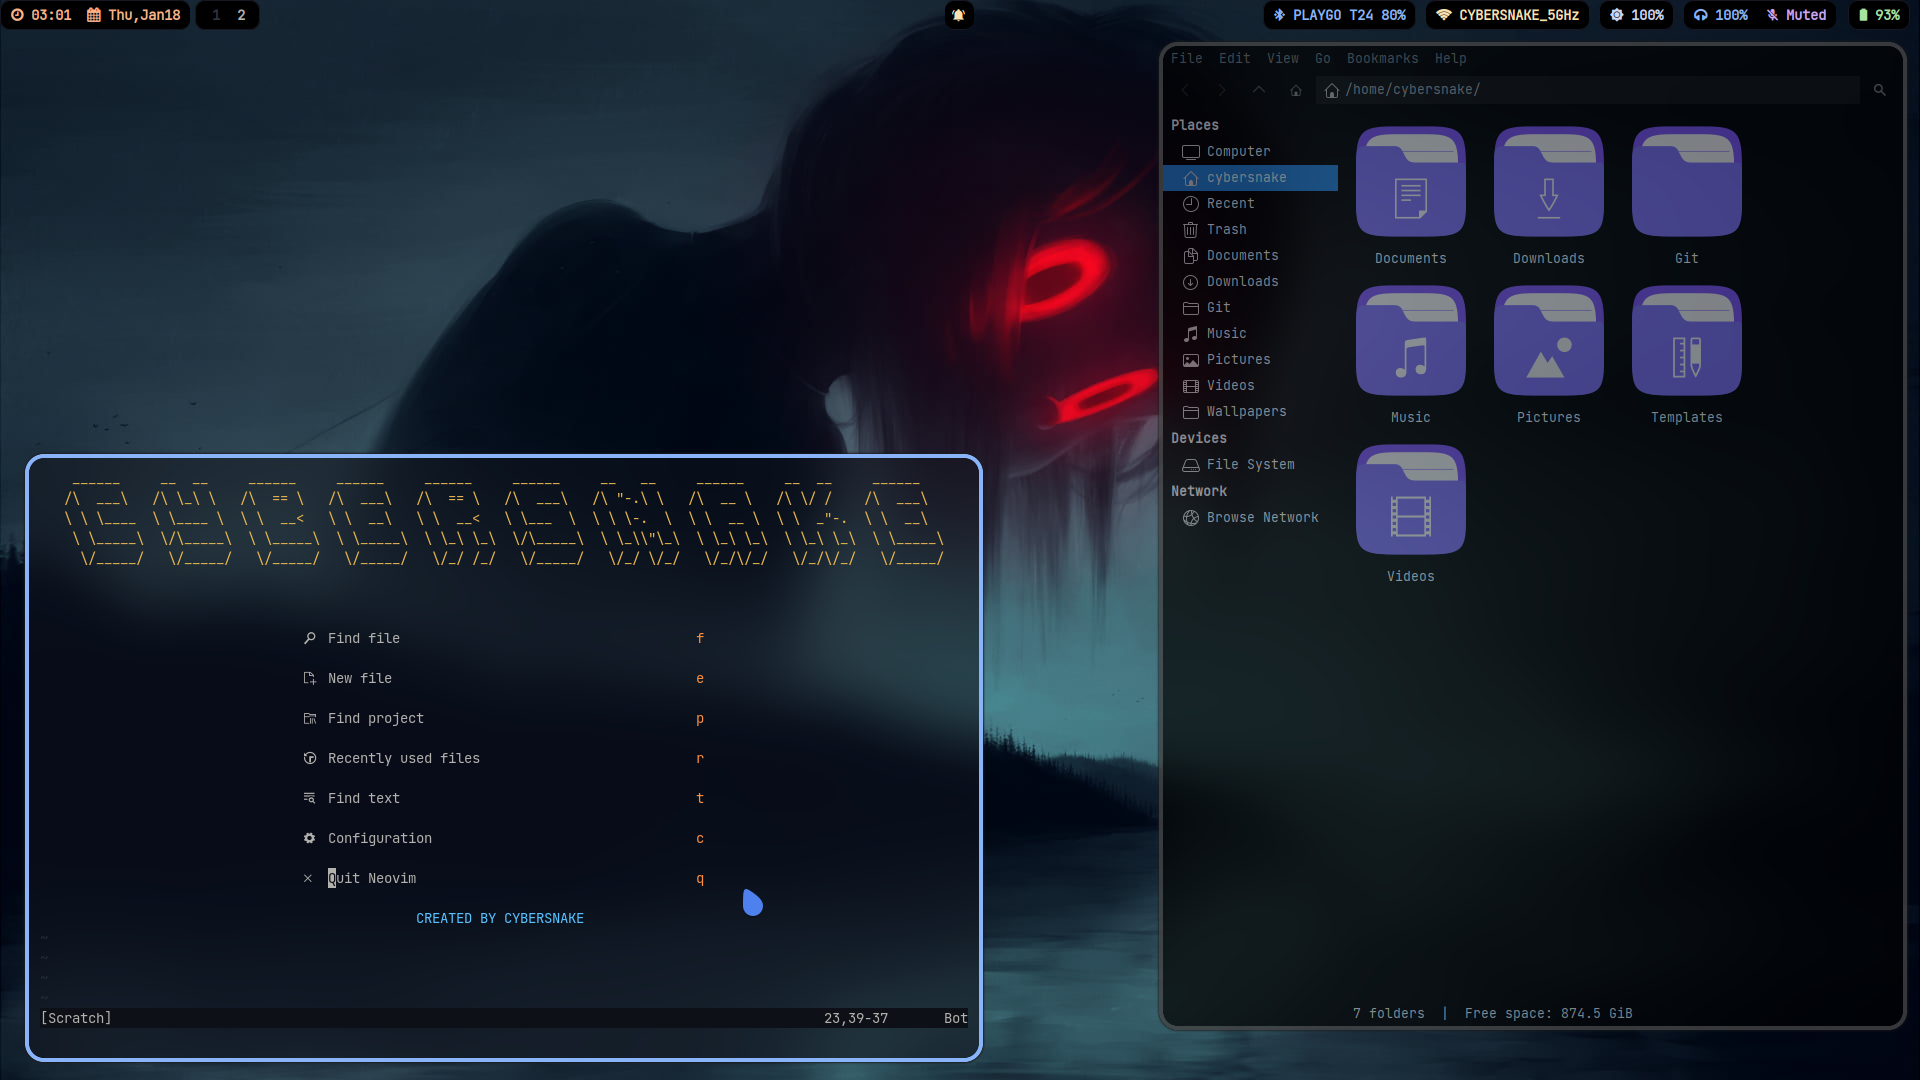 03:01 Thu,Jan18 1 2 PLAYGO T24 80% CYBERSNAKE_5GHz 100% 100% Muted 93%
File Edit View Go Bookmarks Help
/home/cybersnake/
Places
Computer
cybersnake
Recent
Trash
Documents
Downloads
Git
Music
Pictures
Videos
Wallpapers
Devices
File System
Network
Browse Network
Documents Downloads Git
Music Pictures Templates
Videos
7 folders | Free space: 874.5 GiB
CYBERSNAKE
Find file f
New file e
Find project p
Recently used files r
Find text t
Configuration c
Quit Neovim q
CREATED BY CYBERSNAKE
~
~
~
~
[Scratch] 23,39-37 Bot